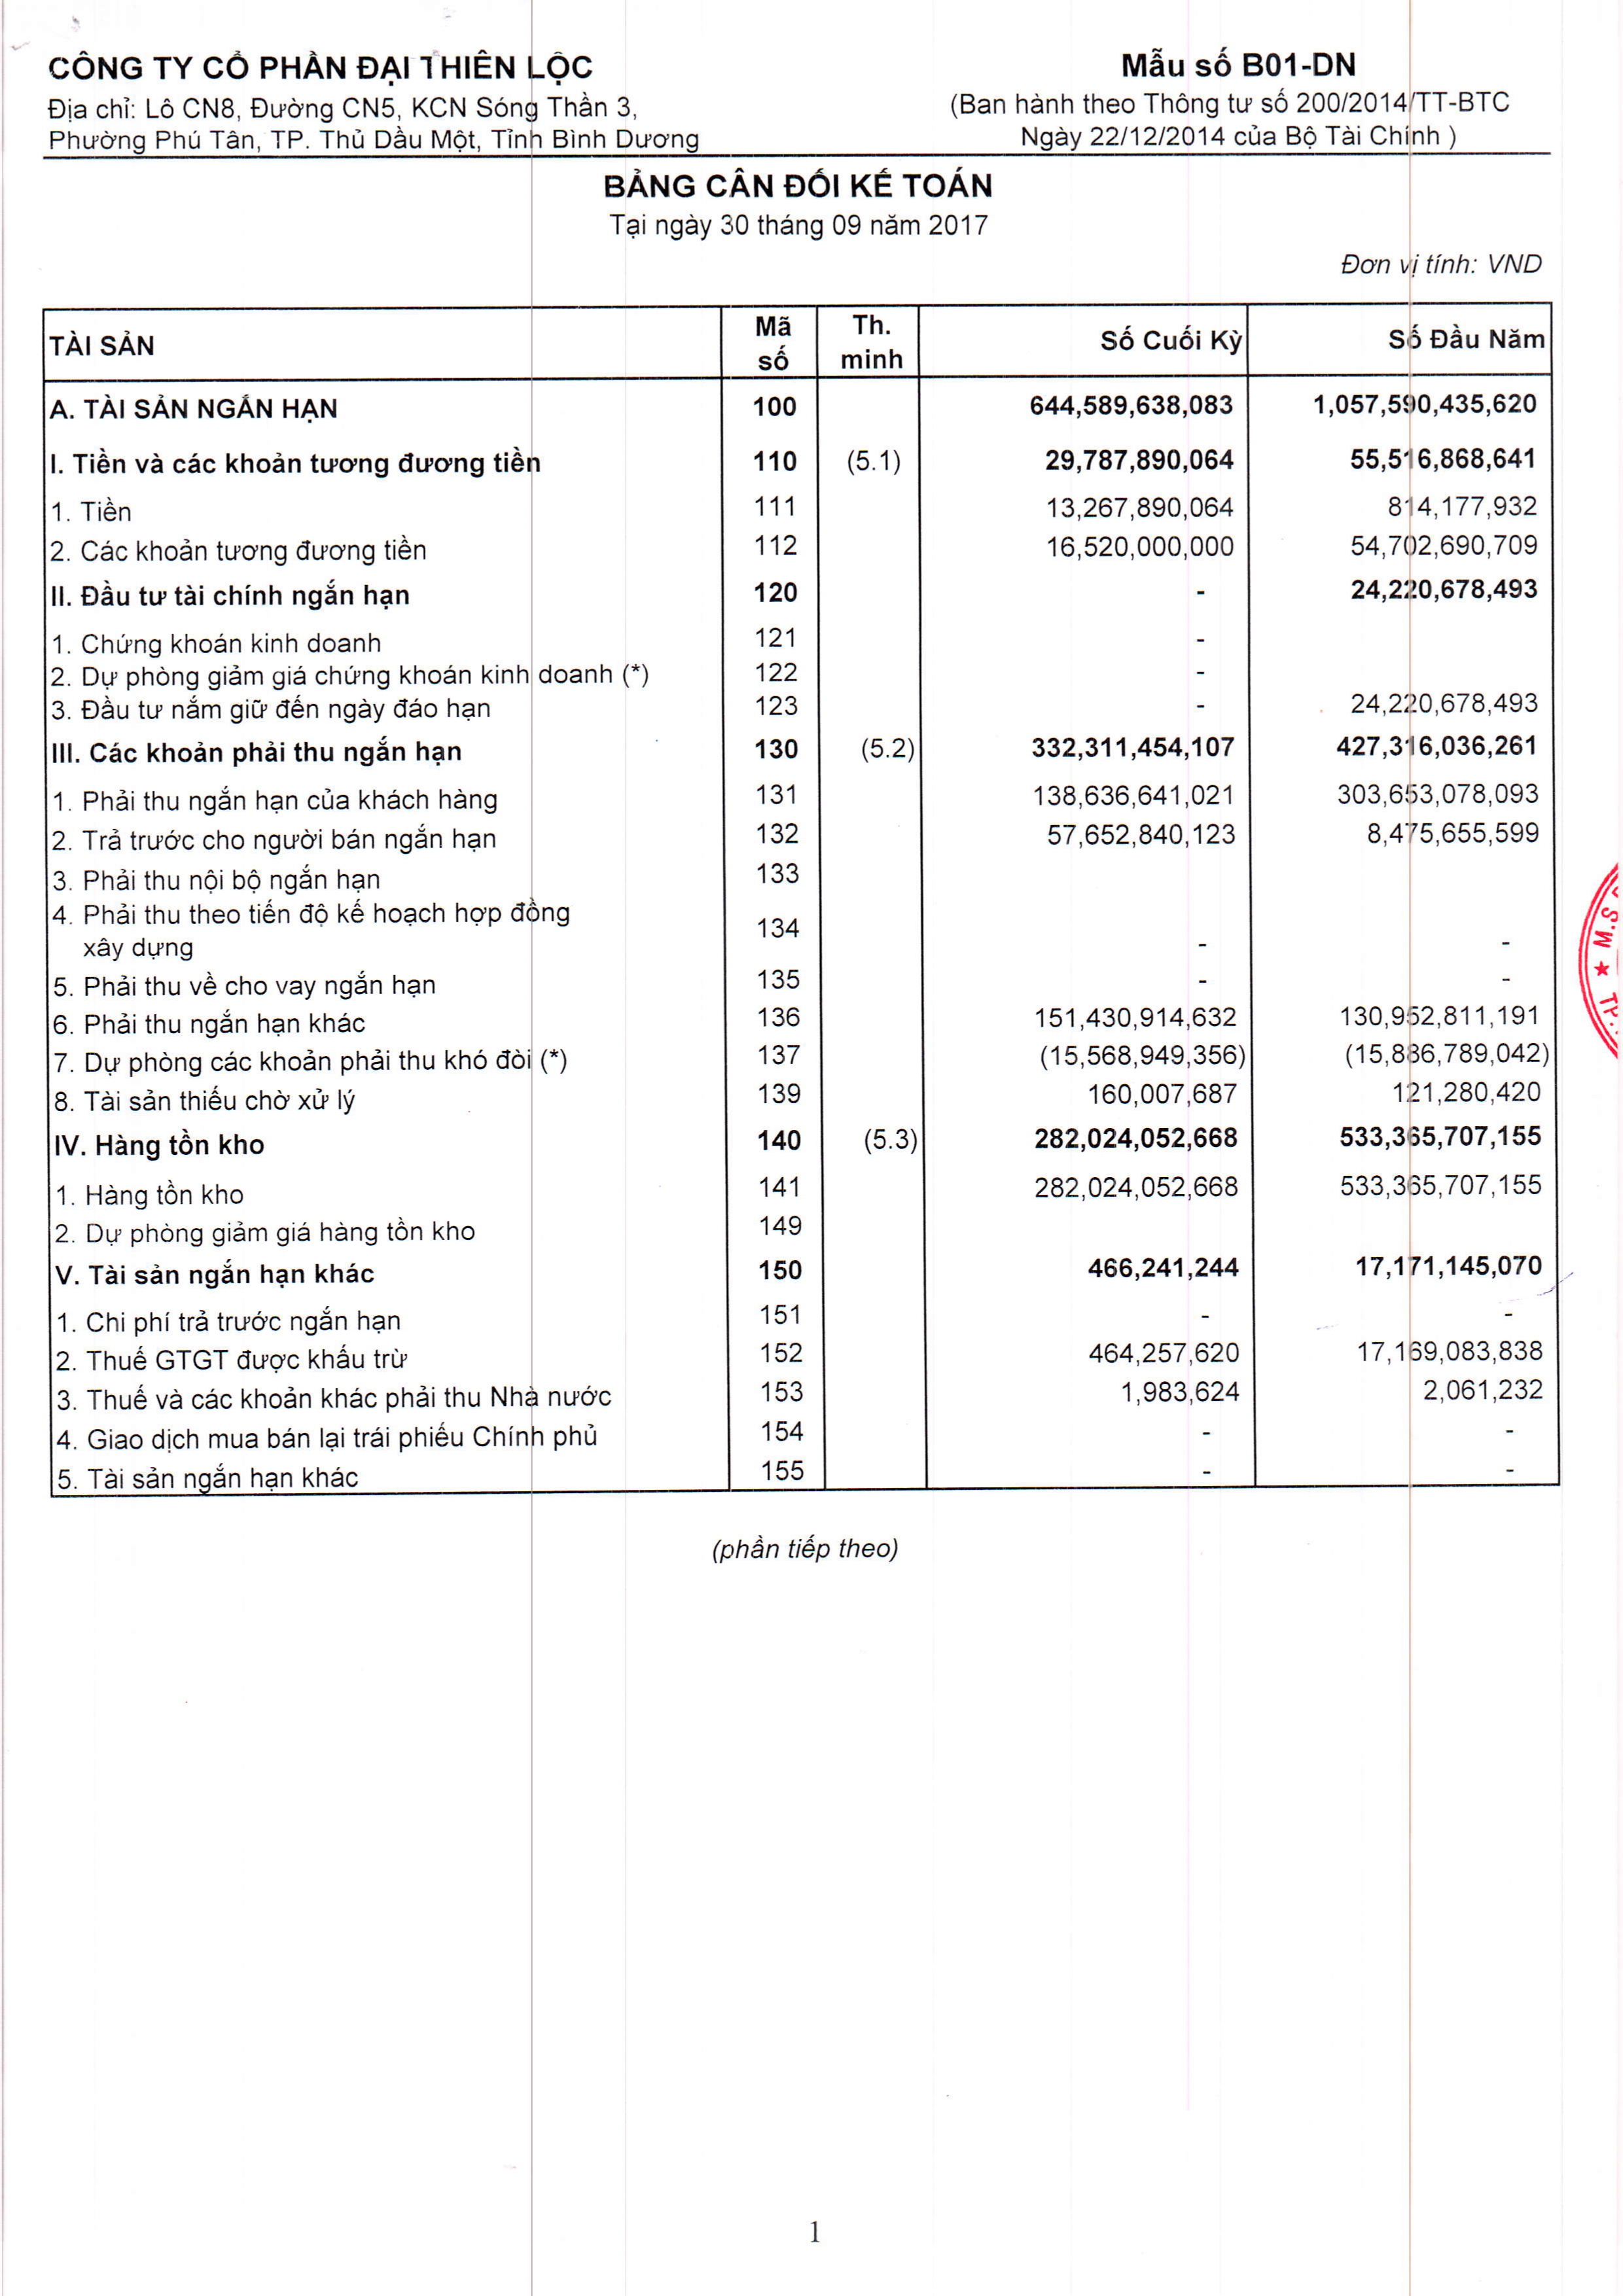 CÔNG TY CỔ PHẦN ĐẠI THIÊN LỘC
Địa chỉ: Lô CN8, Đường CN5, KCN Sóng Thần 3,
Phường Phú Tân, TP. Thủ Dầu Một, Tỉnh Bình Dương
Mẫu số B01-DN
(Ban hành theo Thông tư số 200/2014/TT-BTC
Ngày 22/12/2014 của Bộ Tài Chính )
BẢNG CÂN ĐỐI KẾ TOÁN
Tại ngày 30 tháng 09 năm 2017
Đơn vị tính: VND
TÀI SẢN Mã số Th. minh Số Cuối Kỳ Số Đầu Năm
A. TÀI SẢN NGẮN HẠN 100 644,589,638,083 1,057,590,435,620
I. Tiền và các khoản tương đương tiền 110 (5.1) 29,787,890,064 55,516,868,641
1. Tiền 111 13,267,890,064 814,177,932
2. Các khoản tương đương tiền 112 16,520,000,000 54,702,690,709
II. Đầu tư tài chính ngắn hạn 120 - 24,220,678,493
1. Chứng khoán kinh doanh 121 -
2. Dự phòng giảm giá chứng khoán kinh doanh (*) 122 -
3. Đầu tư nắm giữ đến ngày đáo hạn 123 - 24,220,678,493
III. Các khoản phải thu ngắn hạn 130 (5.2) 332,311,454,107 427,316,036,261
1. Phải thu ngắn hạn của khách hàng 131 138,636,641,021 303,653,078,093
2. Trả trước cho người bán ngắn hạn 132 57,652,840,123 8,475,655,599
3. Phải thu nội bộ ngắn hạn 133
4. Phải thu theo tiến độ kế hoạch hợp đồng
xây dựng 134 - -
5. Phải thu về cho vay ngắn hạn 135 - -
6. Phải thu ngắn hạn khác 136 151,430,914,632 130,952,811,191
7. Dự phòng các khoản phải thu khó đòi (*) 137 (15,568,949,356) (15,886,789,042)
8. Tài sản thiếu chờ xử lý 139 160,007,687 121,280,420
IV. Hàng tồn kho 140 (5.3) 282,024,052,668 533,365,707,155
1. Hàng tồn kho 141 282,024,052,668 533,365,707,155
2. Dự phòng giảm giá hàng tồn kho 149
V. Tài sản ngắn hạn khác 150 466,241,244 17,171,145,070
1. Chi phí trả trước ngắn hạn 151 - -
2. Thuế GTGT được khấu trừ 152 464,257,620 17,169,083,838
3. Thuế và các khoản khác phải thu Nhà nước 153 1,983,624 2,061,232
4. Giao dịch mua bán lại trái phiếu Chính phủ 154 - -
5. Tài sản ngắn hạn khác 155 - -
(phần tiếp theo)
1